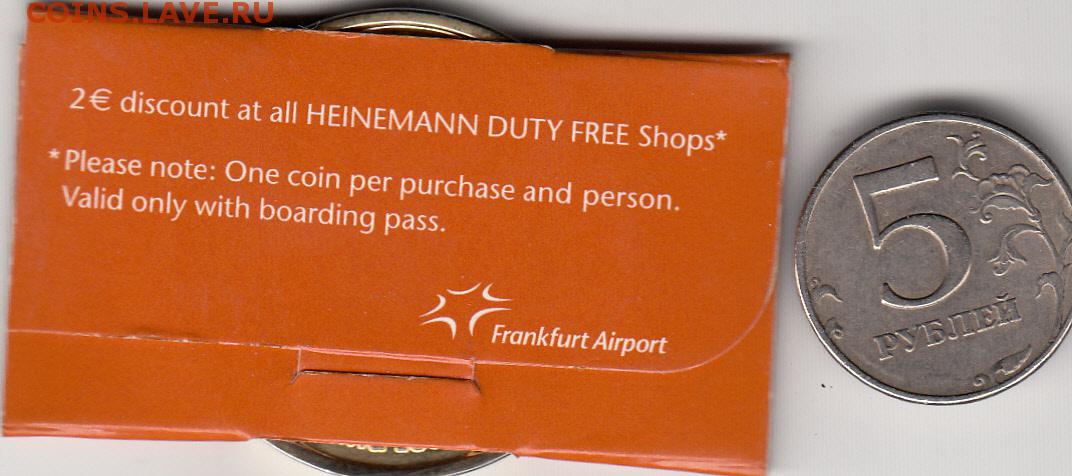 COINS.LAVE.RU
2€ discount at all HEINEMANN DUTY FREE Shops*
*Please note: One coin per purchase and person.
Valid only with boarding pass.
Frankfurt Airport
5
РУБЛЕЙ